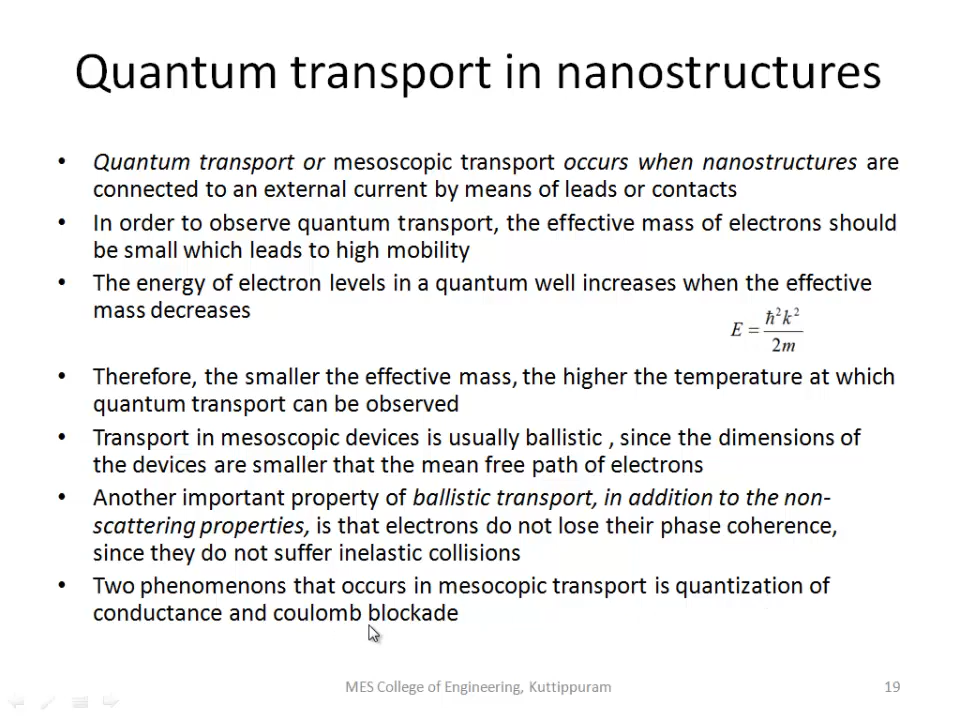 Quantum transport in nanostructures
• Quantum transport or mesoscopic transport occurs when nanostructures are
connected to an external current by means of leads or contacts
• In order to observe quantum transport, the effective mass of electrons should
be small which leads to high mobility
• The energy of electron levels in a quantum well increases when the effective
mass decreases
E = ħ²k² / 2m
• Therefore, the smaller the effective mass, the higher the temperature at which
quantum transport can be observed
• Transport in mesoscopic devices is usually ballistic , since the dimensions of
the devices are smaller that the mean free path of electrons
• Another important property of ballistic transport, in addition to the non-
scattering properties, is that electrons do not lose their phase coherence,
since they do not suffer inelastic collisions
• Two phenomenons that occurs in mesocopic transport is quantization of
conductance and coulomb blockade
MES College of Engineering, Kuttippuram
19